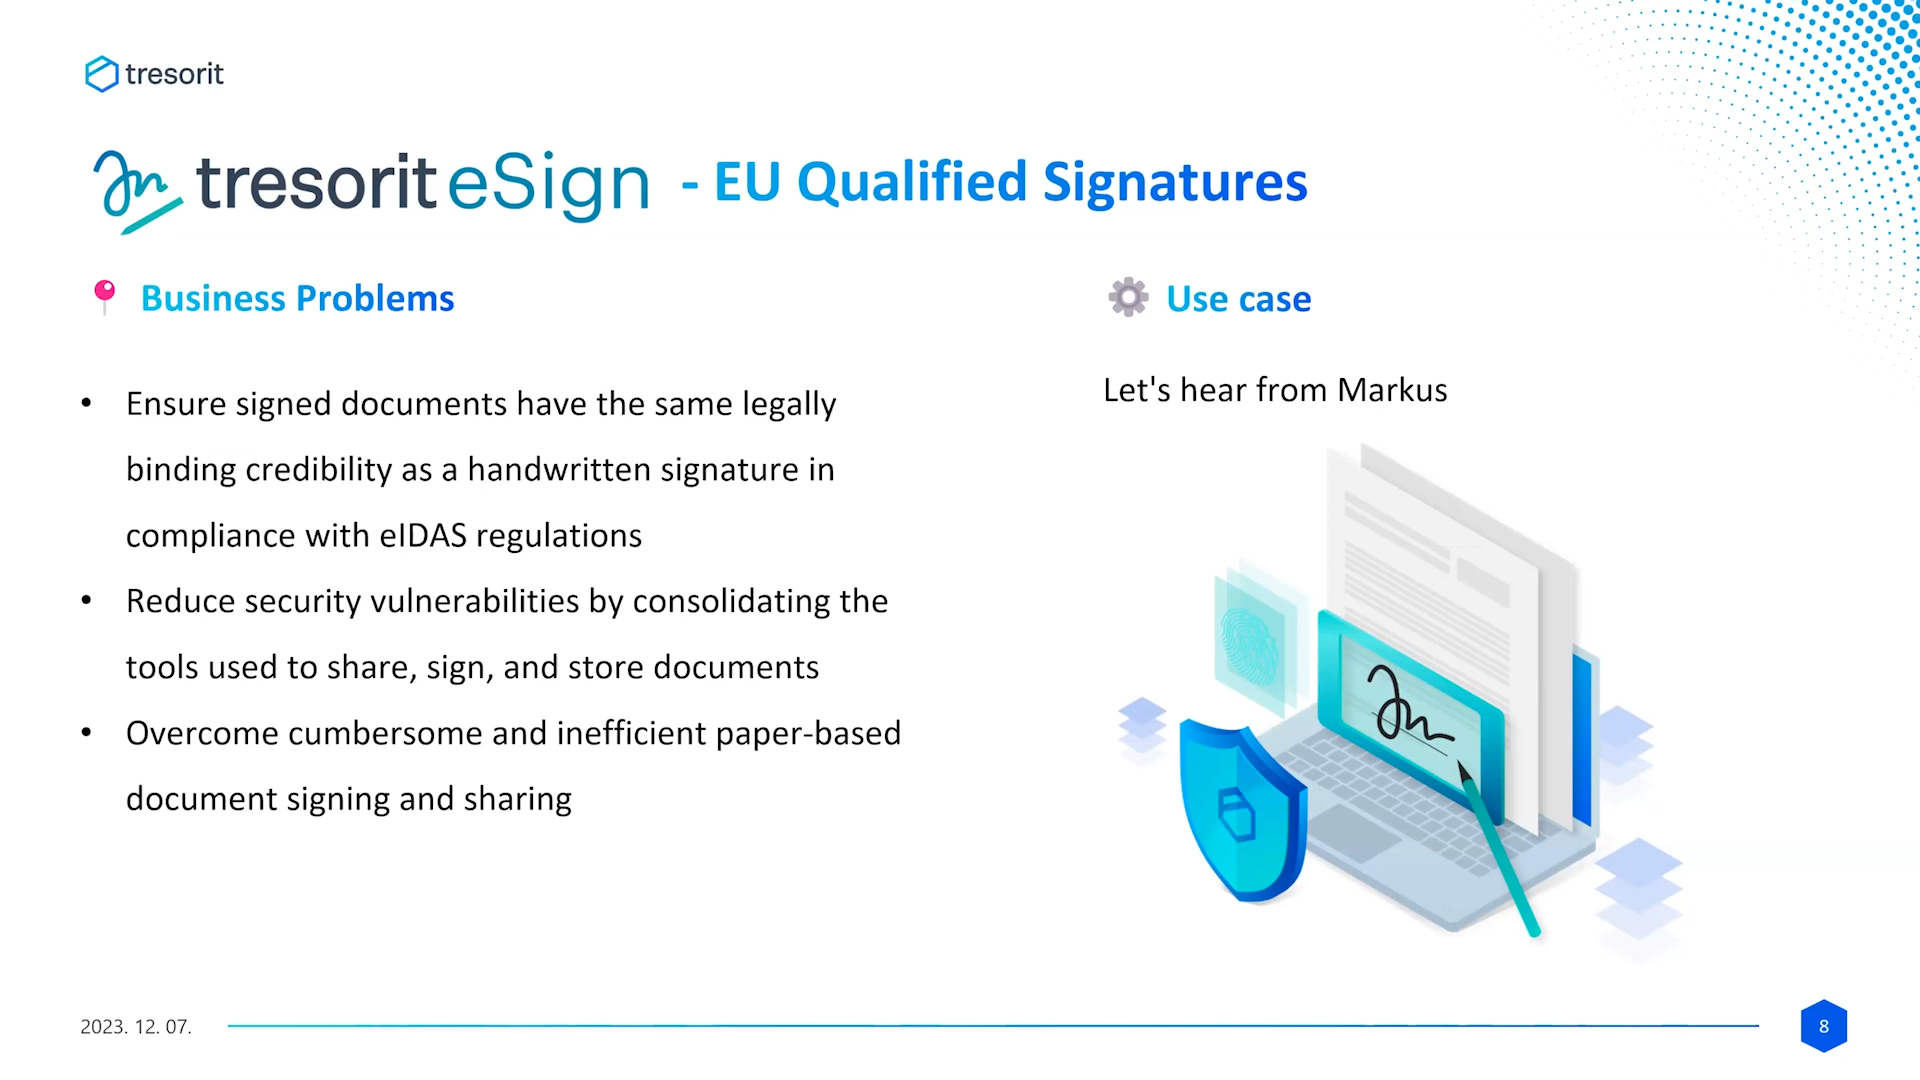 tresorit
tresorit eSign - EU Qualified Signatures
Business Problems
• Ensure signed documents have the same legally
binding credibility as a handwritten signature in
compliance with eIDAS regulations
• Reduce security vulnerabilities by consolidating the
tools used to share, sign, and store documents
• Overcome cumbersome and inefficient paper-based
document signing and sharing
Use case
Let's hear from Markus
2023. 12. 07.
8